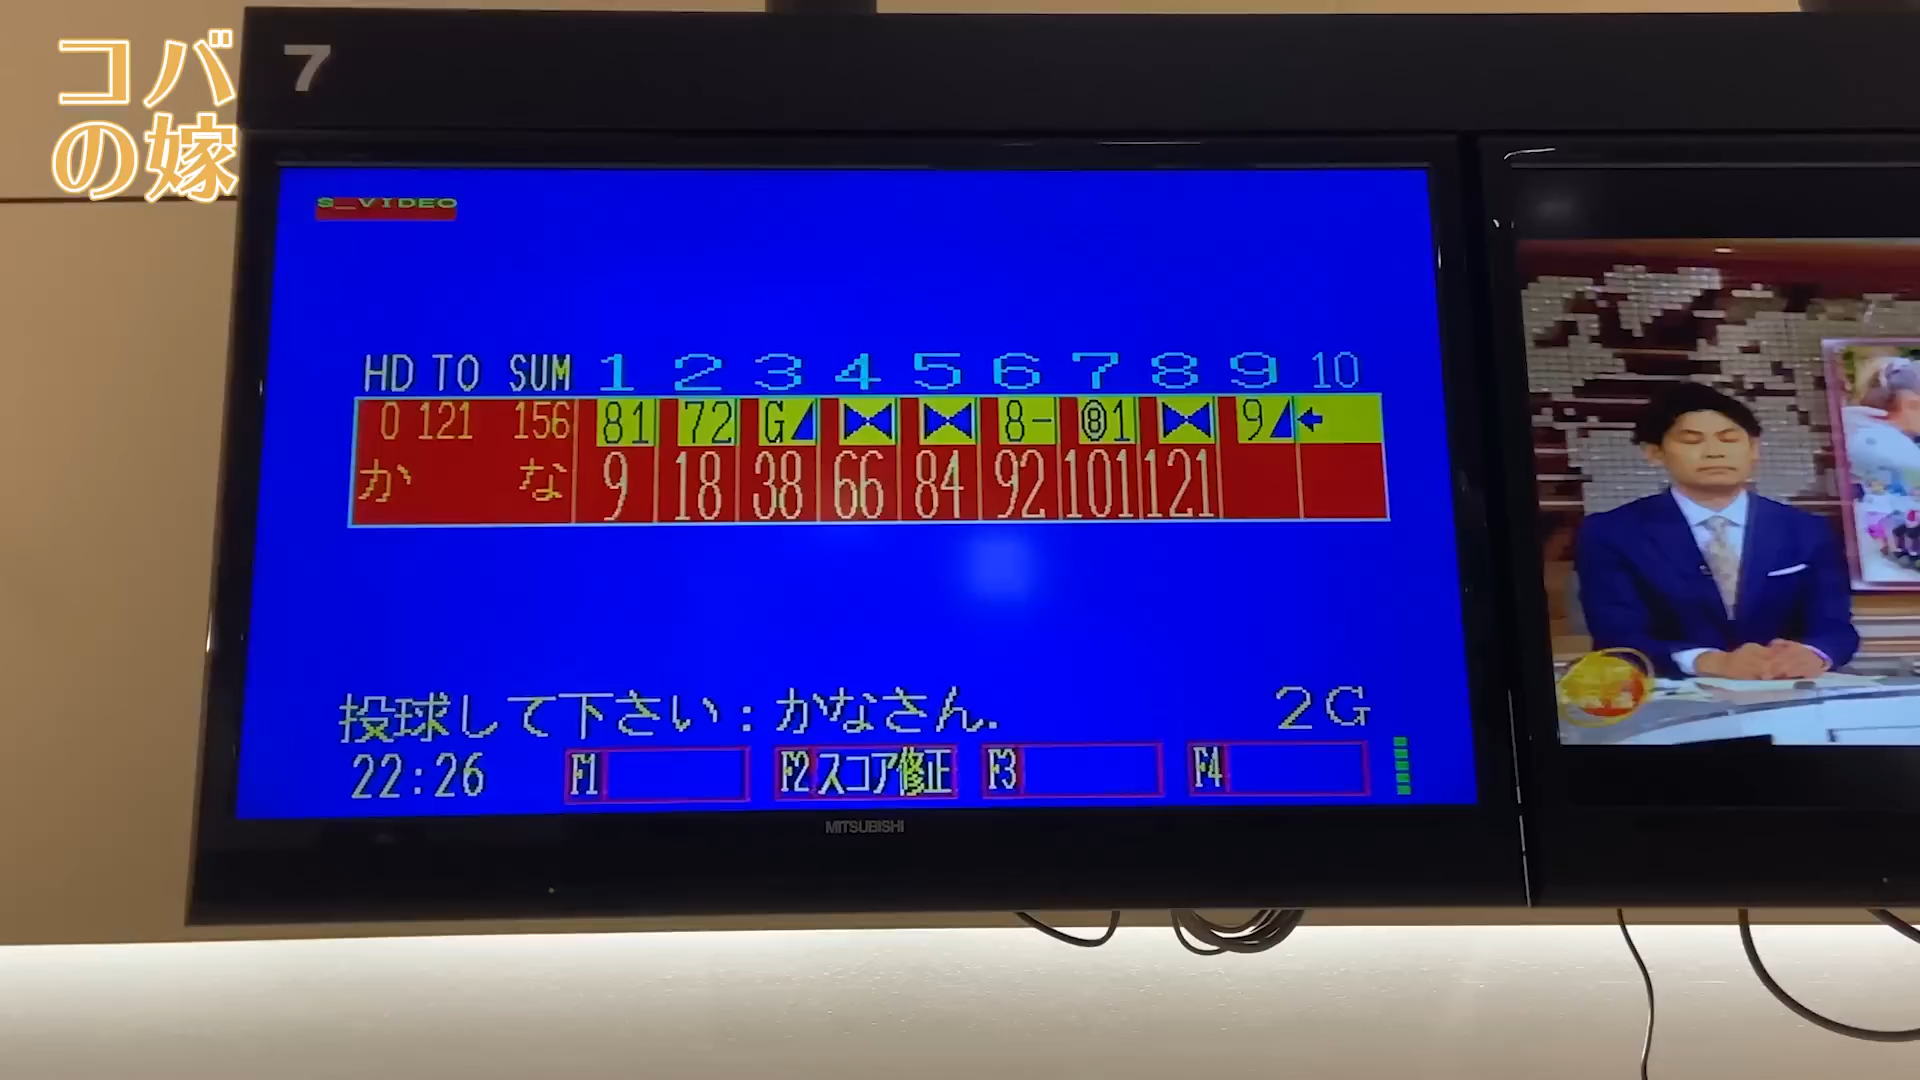 コバ
の嫁
7
S_VIDEO
HD TO SUM 1 2 3 4 5 6 7 8 9 10
0 121 156 81 72 G 8- ⑧1 9
かな 9 18 38 66 84 92 101 121
投球して下さい：かなさん. 2G
22:26 F1 F2スコア修正 F3 F4
MITSUBISHI